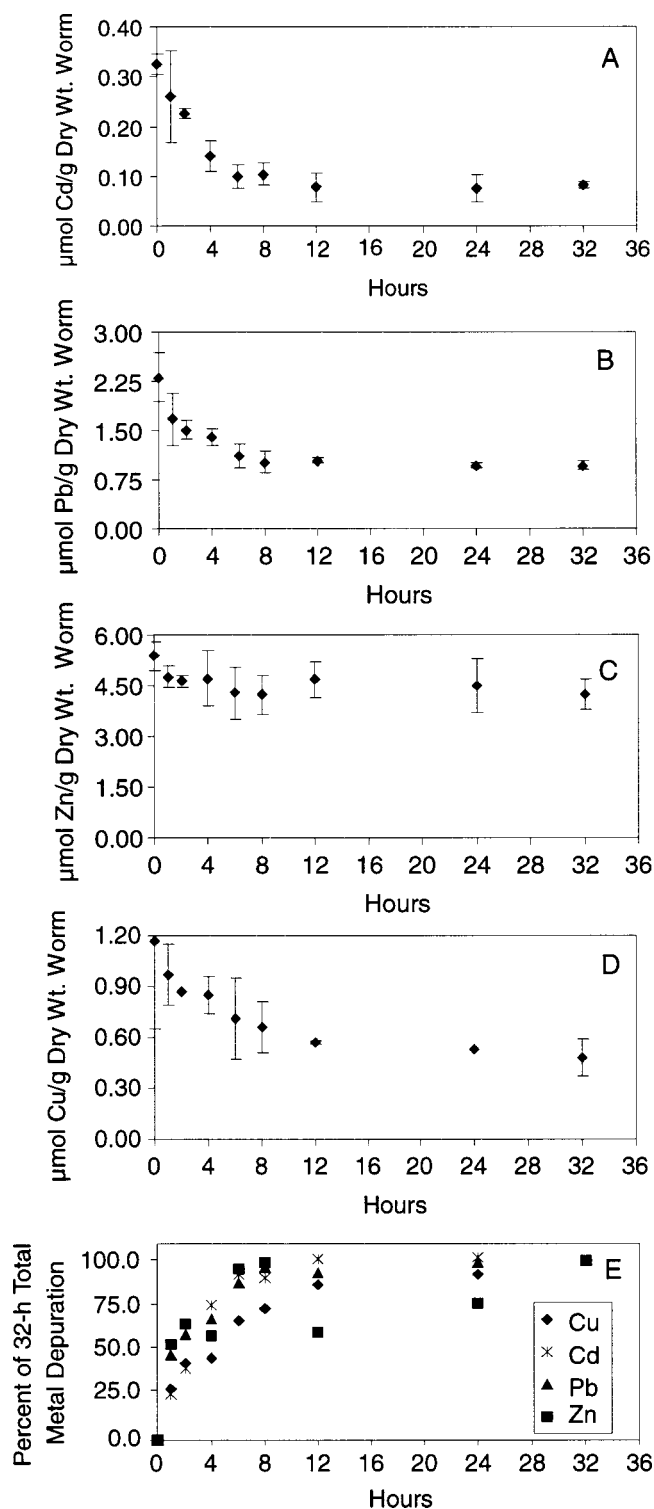 0.40
A
0.30
0.20
0.10
0.00
µmol Cd/g Dry Wt. Worm
0 4 8 12 16 20 24 28 32 36
Hours
3.00
B
2.25
1.50
0.75
0.00
µmol Pb/g Dry Wt. Worm
0 4 8 12 16 20 24 28 32 36
Hours
6.00
C
4.50
3.00
1.50
0.00
µmol Zn/g Dry Wt. Worm
0 4 8 12 16 20 24 28 32 36
Hours
1.20
D
0.90
0.60
0.30
0.00
µmol Cu/g Dry Wt. Worm
0 4 8 12 16 20 24 28 32 36
Hours
100.0
E
75.0
50.0
25.0
0.0
Percent of 32-h Total
Metal Depuration
Cu
Cd
Pb
Zn
0 4 8 12 16 20 24 28 32 36
Hours